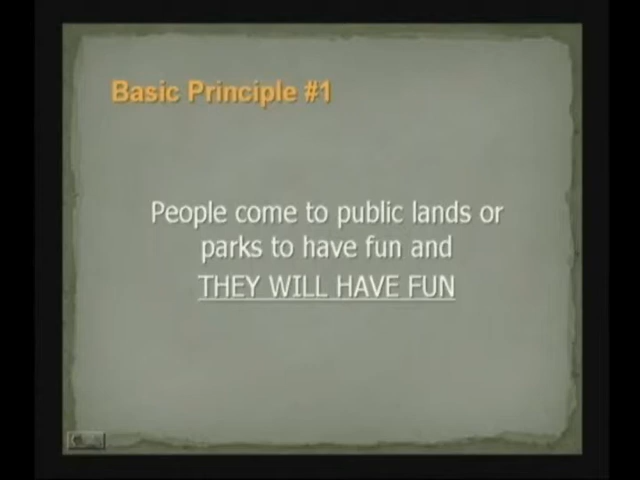 Basic Principle #1
People come to public lands or
parks to have fun and
THEY WILL HAVE FUN